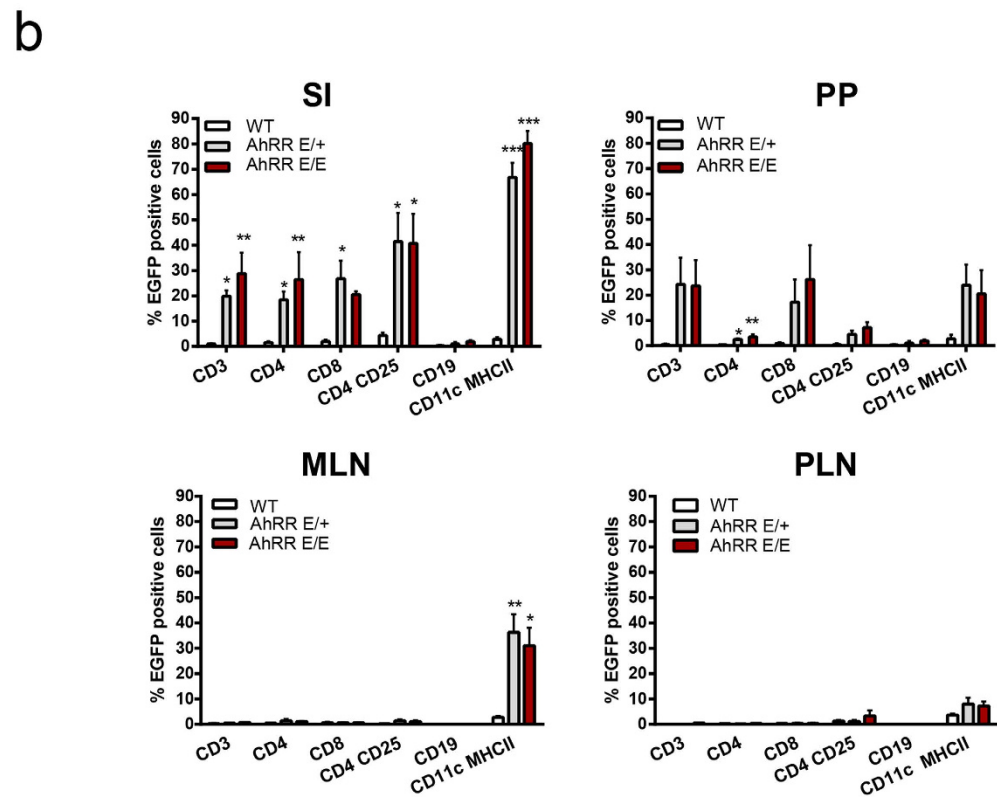 b
SI
% EGFP positive cells
90
80
70
60
50
40
30
20
10
0
WT
AhRR E/+
AhRR E/E
* ** * ** * * * *** ***
CD3 CD4 CD8 CD4 CD25 CD19 CD11c MHCII
PP
% EGFP positive cells
90
80
70
60
50
40
30
20
10
0
WT
AhRR E/+
AhRR E/E
* **
CD3 CD4 CD8 CD4 CD25 CD19 CD11c MHCII
MLN
% EGFP positive cells
90
80
70
60
50
40
30
20
10
0
WT
AhRR E/+
AhRR E/E
** *
CD3 CD4 CD8 CD4 CD25 CD19 CD11c MHCII
PLN
% EGFP positive cells
90
80
70
60
50
40
30
20
10
0
WT
AhRR E/+
AhRR E/E
CD3 CD4 CD8 CD4 CD25 CD19 CD11c MHCII